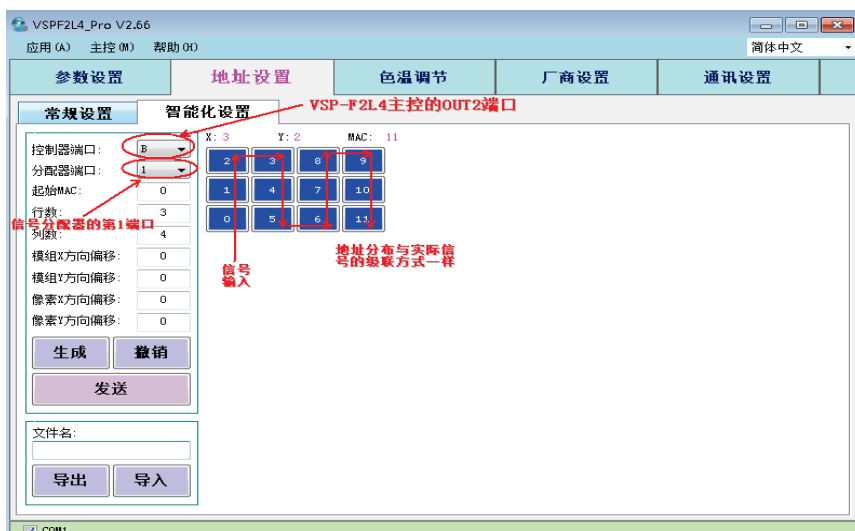 VSPF2L4_Pro V2.66
应用(A) 主控(M) 帮助(H) 简体中文
参数设置 地址设置 色温调节 厂商设置 通讯设置
常规设置 智能化设置 VSP-F2L4主控的OUT2端口
X: 3 Y: 2 MAC: 11
控制器端口: B
2 3 8 9
分配器端口: 1
起始MAC: 0
1 4 7 10
行数: 3
0 5 6 11
信号分配器的第1端口
列数: 4
模组X方向偏移: 0
地址分布与实际信
号的级联方式一样
信号
输入
模组Y方向偏移: 0
像素X方向偏移: 0
像素Y方向偏移: 0
生成 撤销
发送
文件名:
导出 导入
COM1